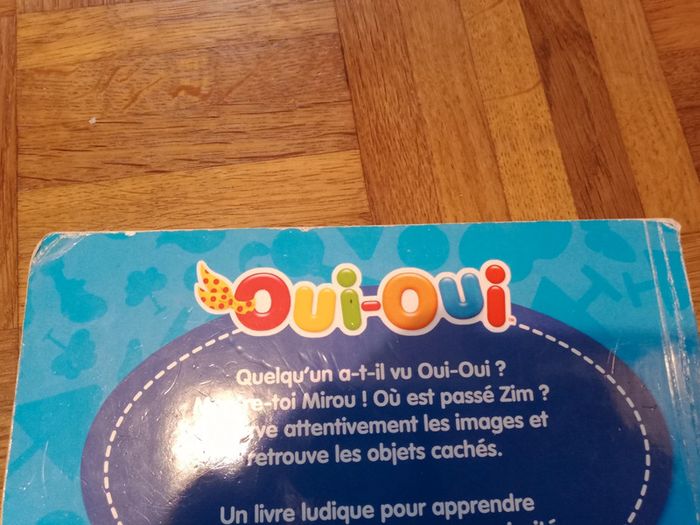 Oui-Oui
Quelqu'un a-t-il vu Oui-Oui ?
Mirou ! Où est passé Zim ?
attentivement les images et
retrouve les objets cachés.
Un livre ludique pour apprendre